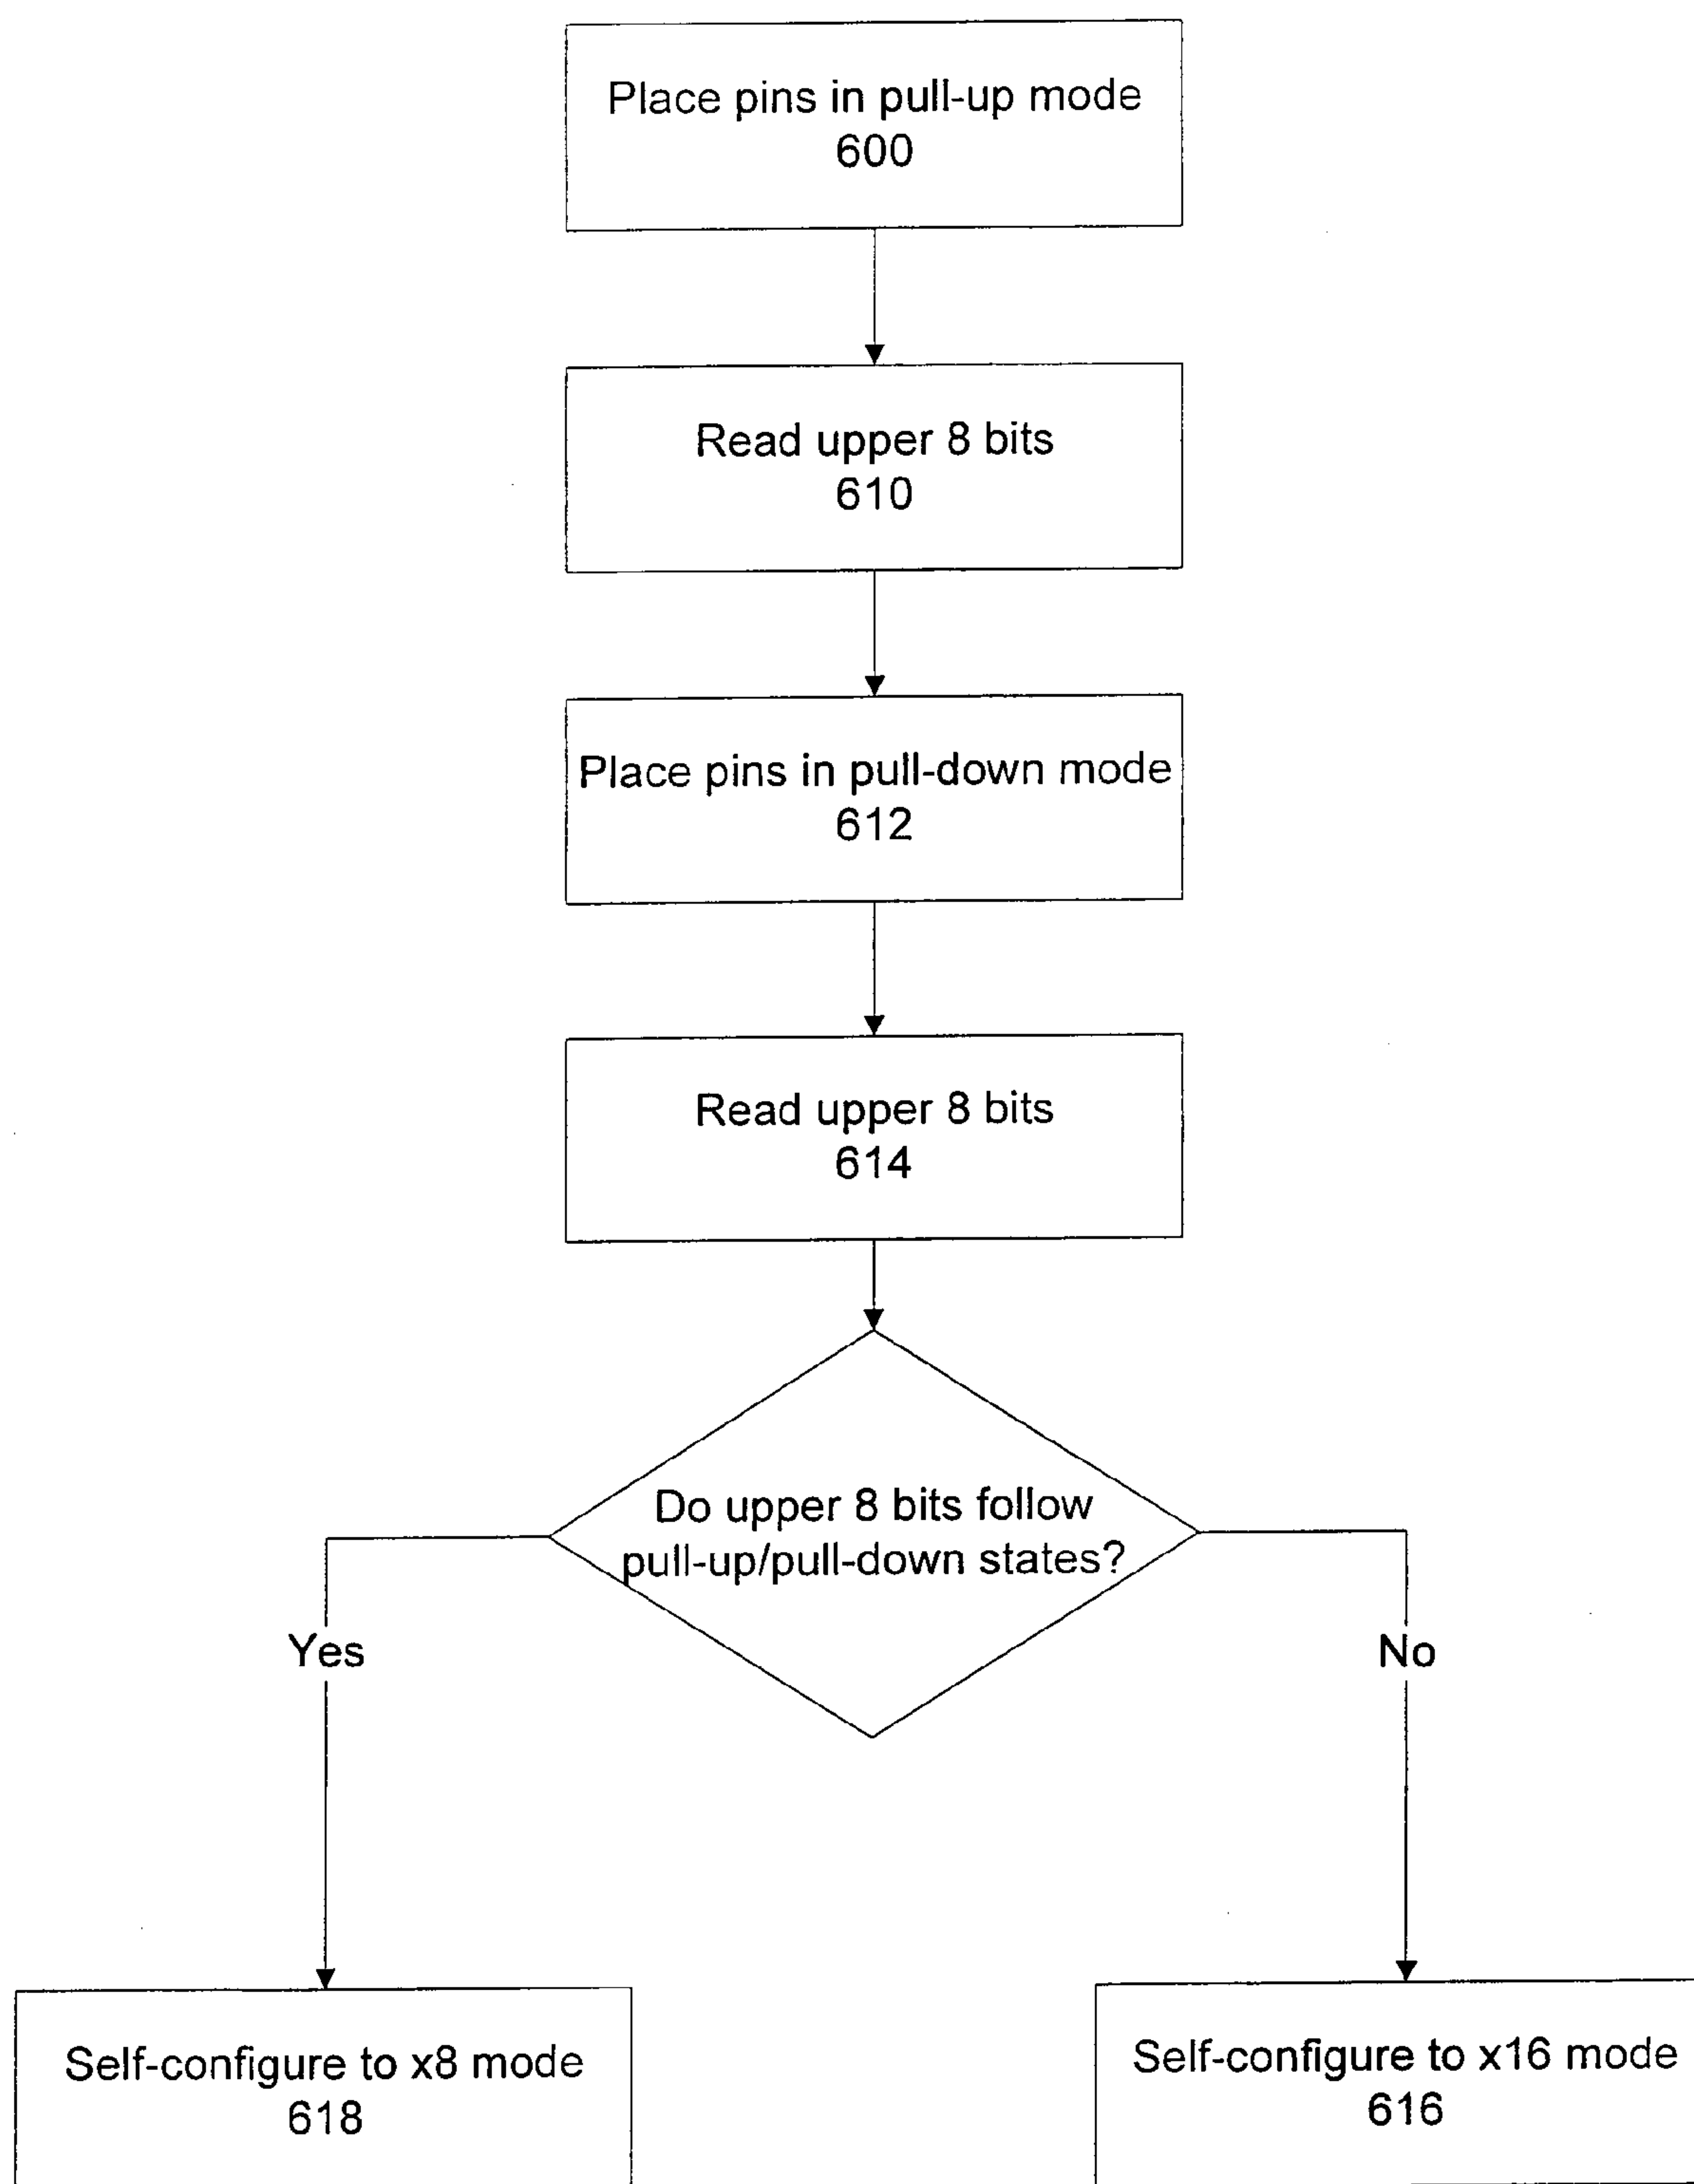 Place pins in pull-up mode
600
Read upper 8 bits
610
Place pins in pull-down mode
612
Read upper 8 bits
614
Do upper 8 bits follow
pull-up/pull-down states?
Yes
No
Self-configure to x8 mode
618
Self-configure to x16 mode
616